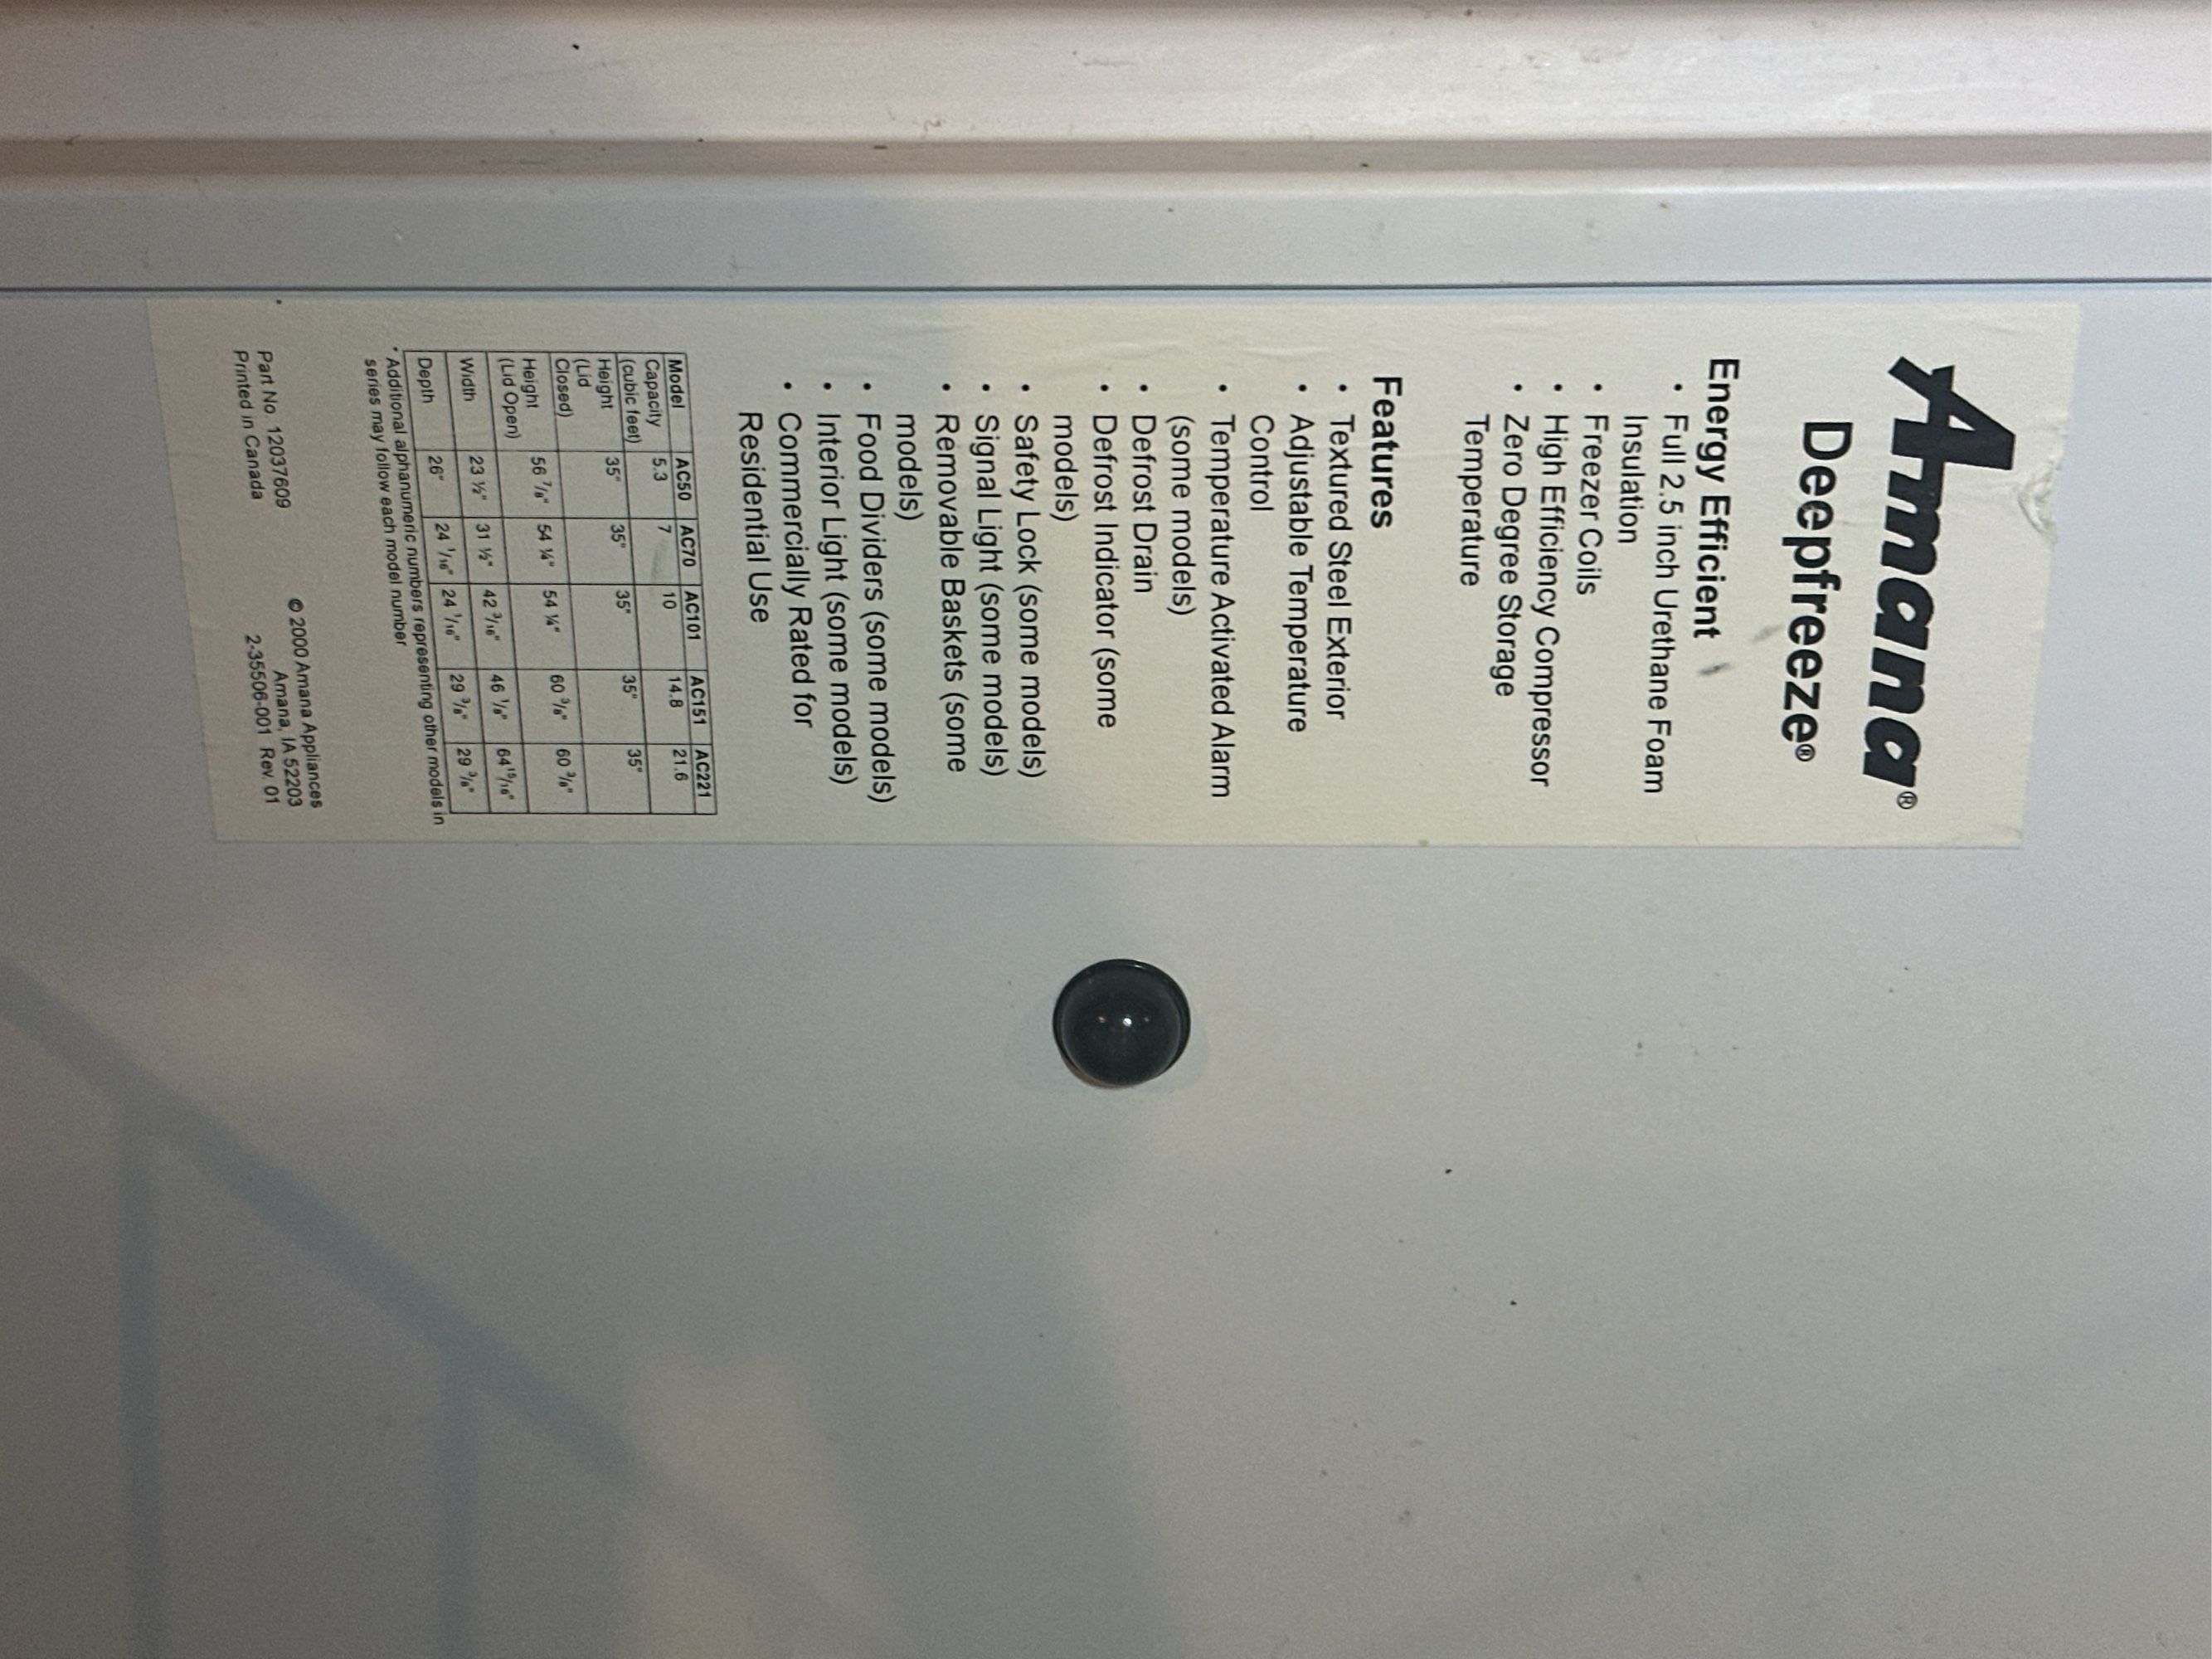 Amana®
Deepfreeze®
Energy Efficient
• Full 2.5 inch Urethane Foam
Insulation
• Freezer Coils
• High Efficiency Compressor
• Zero Degree Storage
Temperature
Features
• Textured Steel Exterior
• Adjustable Temperature
Control
• Temperature Activated Alarm
(some models)
• Defrost Drain
• Defrost Indicator (some
models)
• Safety Lock (some models)
• Signal Light (some models)
• Removable Baskets (some
models)
• Food Dividers (some models)
• Interior Light (some models)
• Commercially Rated for
Residential Use
Model AC50 AC70 AC101 AC151 AC221
Capacity 5.3 7 10 14.8 21.6
(cubic feet)
Height 35" 35" 35" 35" 35"
(Lid
Closed)
Height 56 7/8" 54 ¼" 54 ¼" 60 3/8" 60 3/8"
(Lid Open)
Width 23 ½" 31 ½" 42 3/16" 46 1/8" 64 15/16"
Depth 26" 24 1/16" 24 1/16" 29 3/8" 29 3/8"
* Additional alphanumeric numbers representing other models in
series may follow each model number
Part No. 12037609
Printed in Canada
© 2000 Amana Appliances
Amana, IA 52203
2-35506-001 Rev. 01